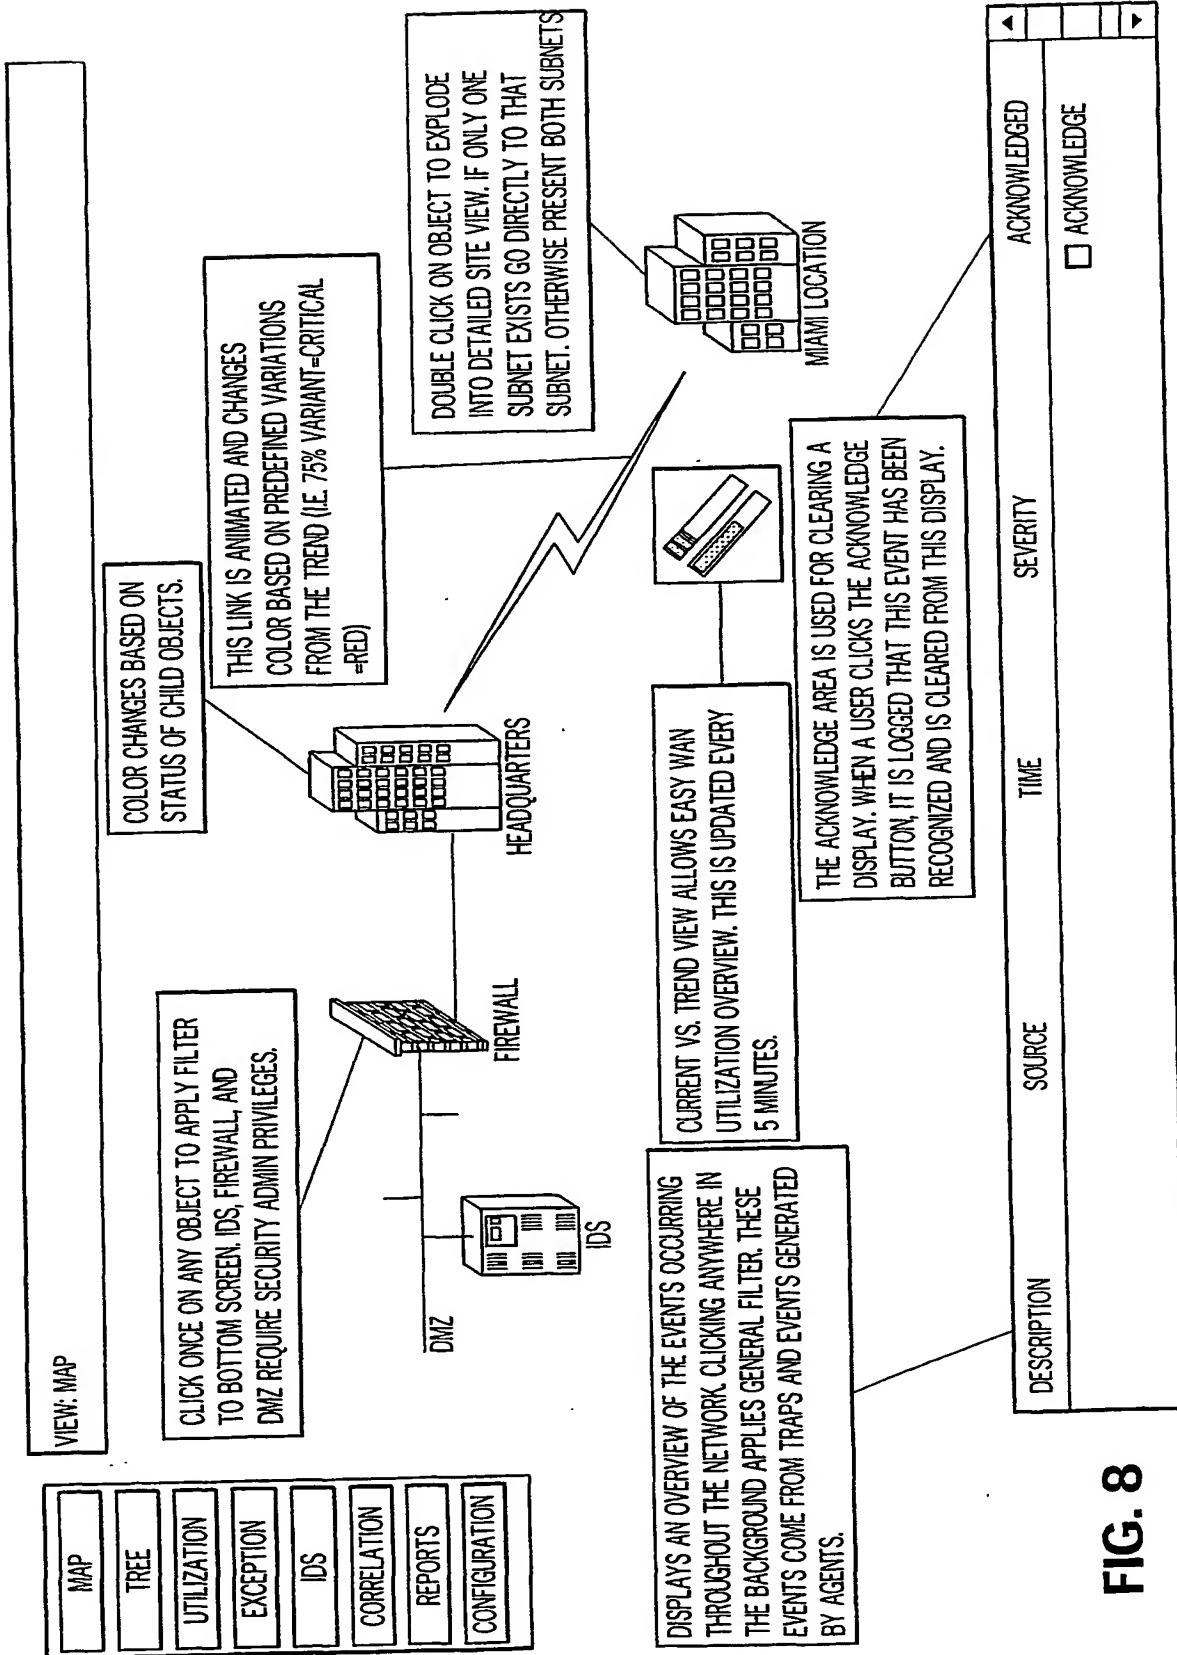 VIEW: MAP
MAP
TREE
UTILIZATION
EXCEPTION
IDS
CORRELATION
REPORTS
CONFIGURATION
CLICK ONCE ON ANY OBJECT TO APPLY FILTER
TO BOTTOM SCREEN. IDS, FIREWALL, AND
DMZ REQUIRE SECURITY ADMIN PRIVILEGES.
COLOR CHANGES BASED ON
STATUS OF CHILD OBJECTS.
THIS LINK IS ANIMATED AND CHANGES
COLOR BASED ON PREDEFINED VARIATIONS
FROM THE TREND (I.E. 75% VARIANT=CRITICAL
=RED)
DOUBLE CLICK ON OBJECT TO EXPLODE
INTO DETAILED SITE VIEW. IF ONLY ONE
SUBNET EXISTS GO DIRECTLY TO THAT
SUBNET. OTHERWISE PRESENT BOTH SUBNETS
DMZ
IDS
FIREWALL
HEADQUARTERS
MIAMI LOCATION
DISPLAYS AN OVERVIEW OF THE EVENTS OCCURRING
THROUGHOUT THE NETWORK. CLICKING ANYWHERE IN
THE BACKGROUND APPLIES GENERAL FILTER. THESE
EVENTS COME FROM TRAPS AND EVENTS GENERATED
BY AGENTS.
CURRENT VS. TREND VIEW ALLOWS EASY WAN
UTILIZATION OVERVIEW. THIS IS UPDATED EVERY
5 MINUTES.
THE ACKNOWLEDGE AREA IS USED FOR CLEARING A
DISPLAY. WHEN A USER CLICKS THE ACKNOWLEDGE
BUTTON, IT IS LOGGED THAT THIS EVENT HAS BEEN
RECOGNIZED AND IS CLEARED FROM THIS DISPLAY.
DESCRIPTION SOURCE TIME SEVERITY ACKNOWLEDGED
ACKNOWLEDGE
FIG. 8